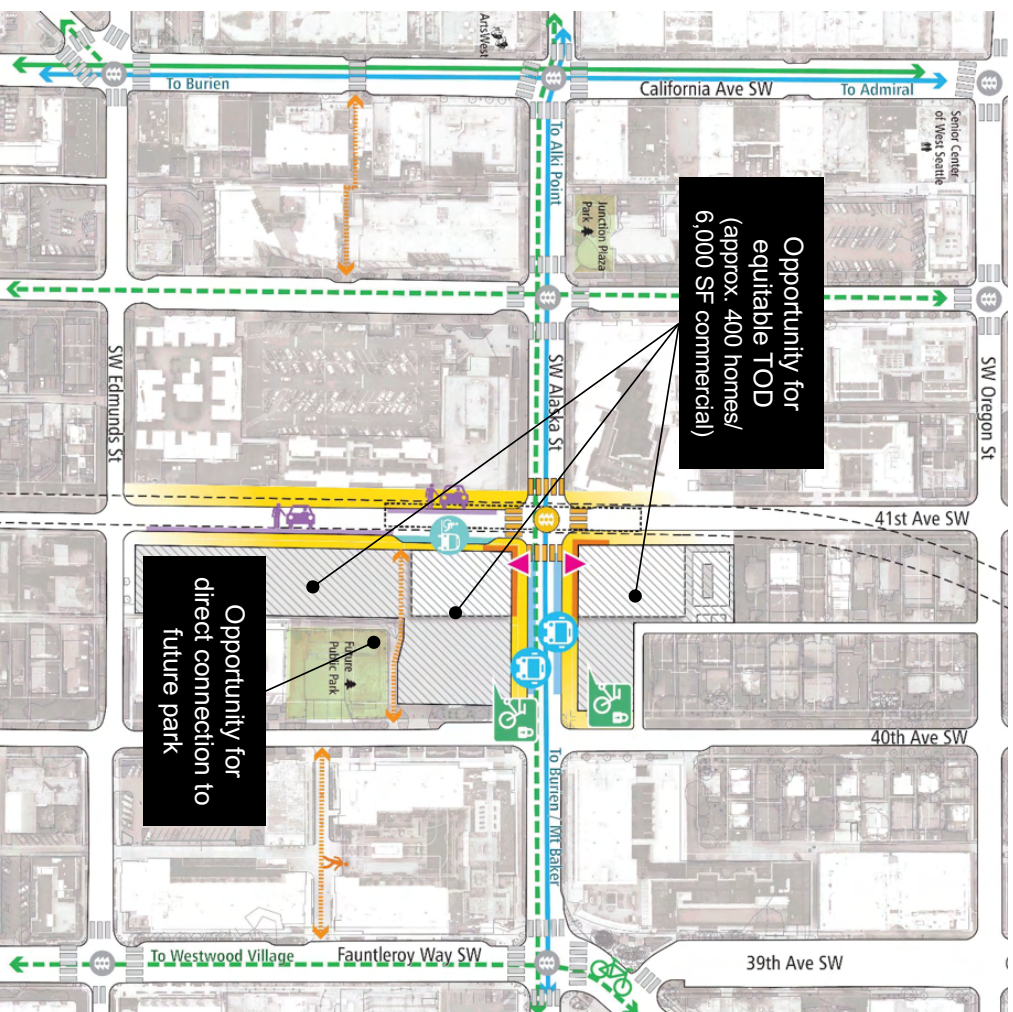 ArtsWest
To Burien
California Ave SW
To Admiral
Senior Center
of West Seattle
To Alki Point
Junction Plaza
Park
Opportunity for
equitable TOD
(approx. 400 homes/
6,000 SF commercial)
SW Edmunds St
SW Alaska St
SW Oregon St
41st Ave SW
Future
Public Park
Opportunity for
direct connection to
future park
40th Ave SW
To Burien / Mt Baker
To Westwood Village
Fauntleroy Way SW
39th Ave SW